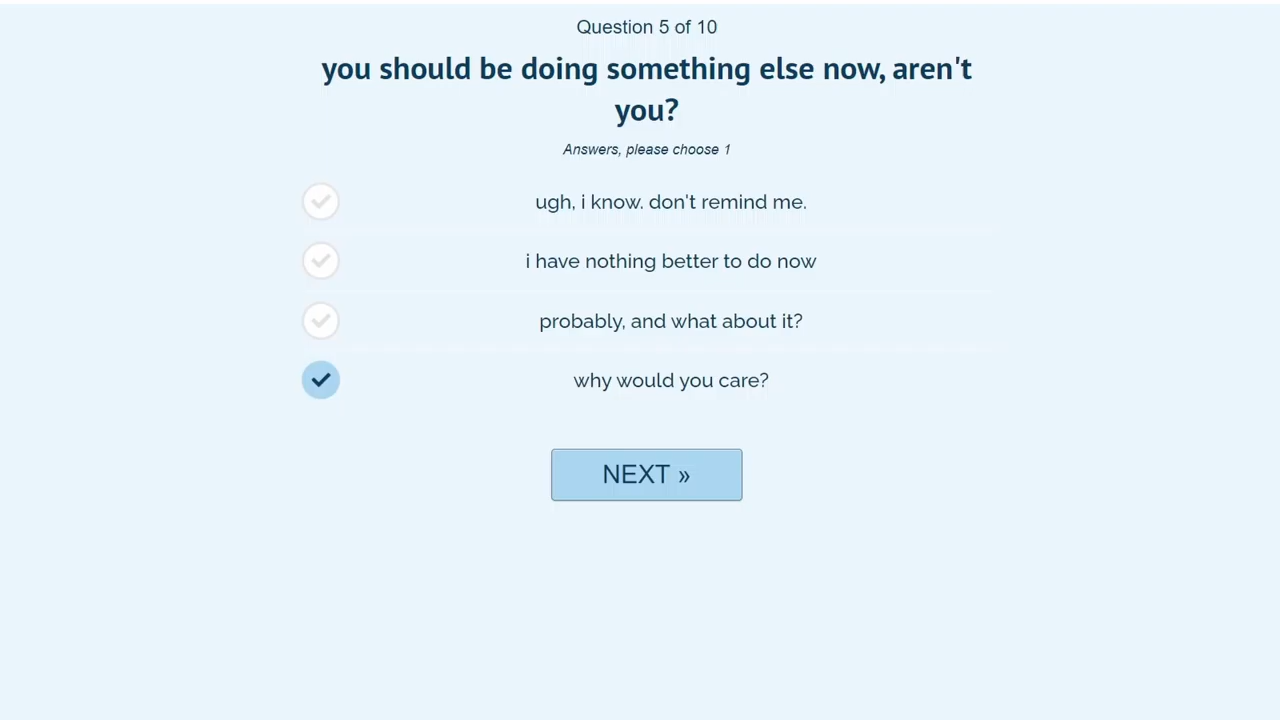 Question 5 of 10
you should be doing something else now, aren't
you?
Answers, please choose 1
ugh, i know. don't remind me.
i have nothing better to do now
probably, and what about it?
why would you care?
NEXT »